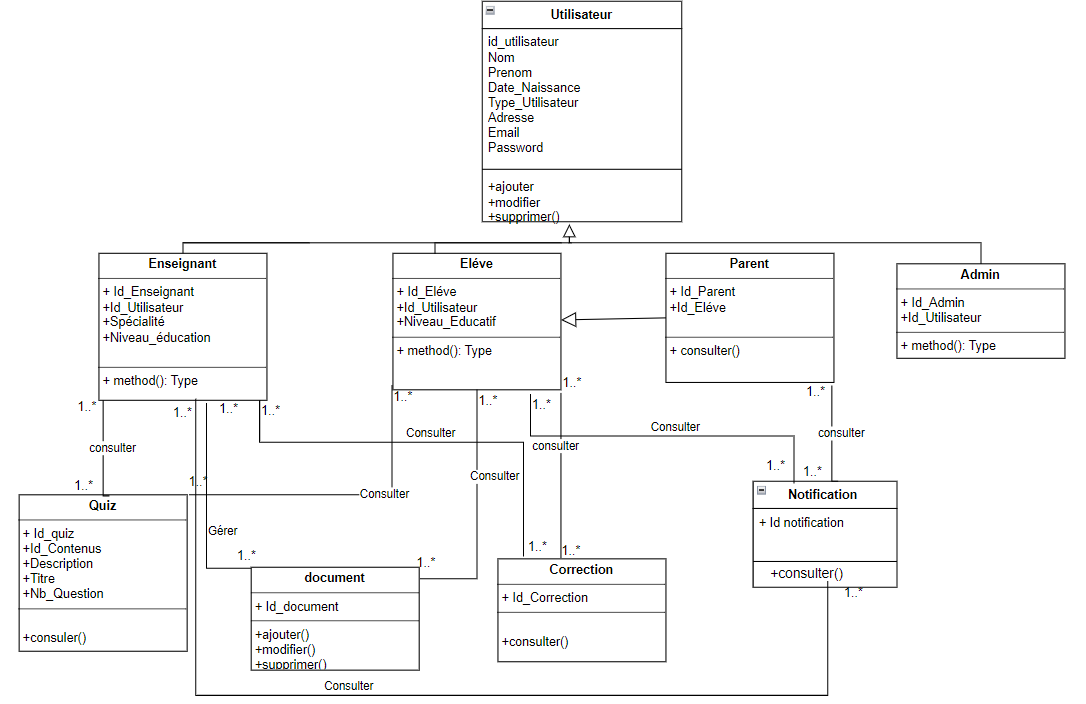 Utilisateur
id_utilisateur
Nom
Prenom
Date_Naissance
Type_Utilisateur
Adresse
Email
Password
+ajouter
+modifier
+supprimer()
Enseignant
+ Id_Enseignant
+Id_Utilisateur
+Spécialité
+Niveau_éducation
+ method(): Type
Eléve
+ Id_Eléve
+Id_Utilisateur
+Niveau_Educatif
+ method(): Type
Parent
+ Id_Parent
+Id_Eléve
+ consulter()
Admin
+ Id_Admin
+Id_Utilisateur
+ method(): Type
1..*
1..*
1..*
1..*
1..*
1..*
1..*
1..*
1..*
consulter
Consulter
consulter
Consulter
consulter
1..*
1..*
Consulter
Consulter
1..*
1..*
Gérer
1..*
1..*
1..*
1..*
Quiz
+ Id_quiz
+Id_Contenus
+Description
+Titre
+Nb_Question
+consuler()
document
+ Id_document
+ajouter()
+modifier()
+supprimer()
Correction
+ Id_Correction
+consulter()
Notification
+ Id notification
+consulter()
1..*
Consulter